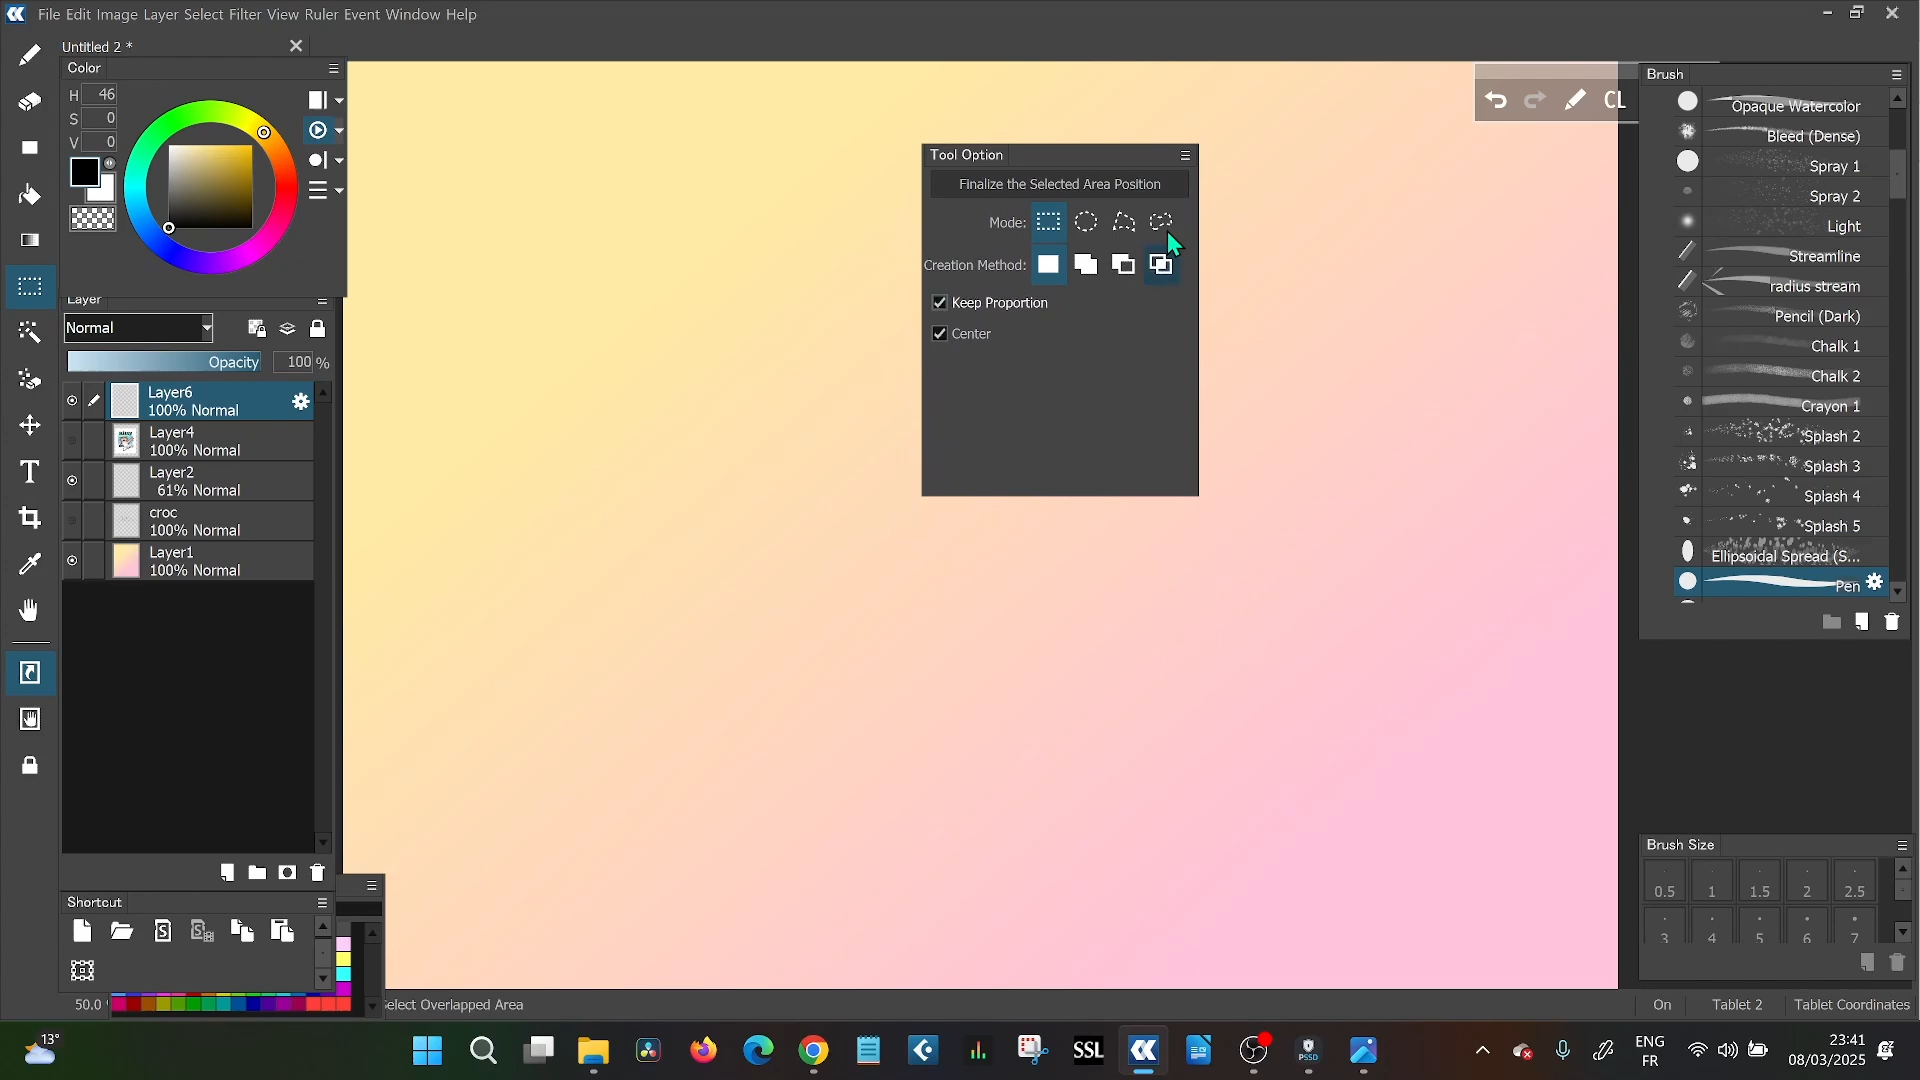 File Edit Image Layer Select Filter View Ruler Event Window Help
Untitled 2 *
Color
H 46
S 0
V 0
Layer
Normal
Opacity 100 %
Layer6
100% Normal
Layer4
100% Normal
Layer2
61% Normal
croc
100% Normal
Layer1
100% Normal
Shortcut
50.0
elect Overlapped Area
Tool Option
Finalize the Selected Area Position
Mode:
Creation Method:
Keep Proportion
Center
CL
Brush
Opaque Watercolor
Bleed (Dense)
Spray 1
Spray 2
Light
Streamline
radius stream
Pencil (Dark)
Chalk 1
Chalk 2
Crayon 1
Splash 2
Splash 3
Splash 4
Splash 5
Ellipsoidal Spread (S...
Pen
Brush Size
0.5 1 1.5 2 2.5
3 4 5 6 7
On Tablet 2 Tablet Coordinates
13°
SSL
PSSD
ENG
FR
23:41
08/03/2025